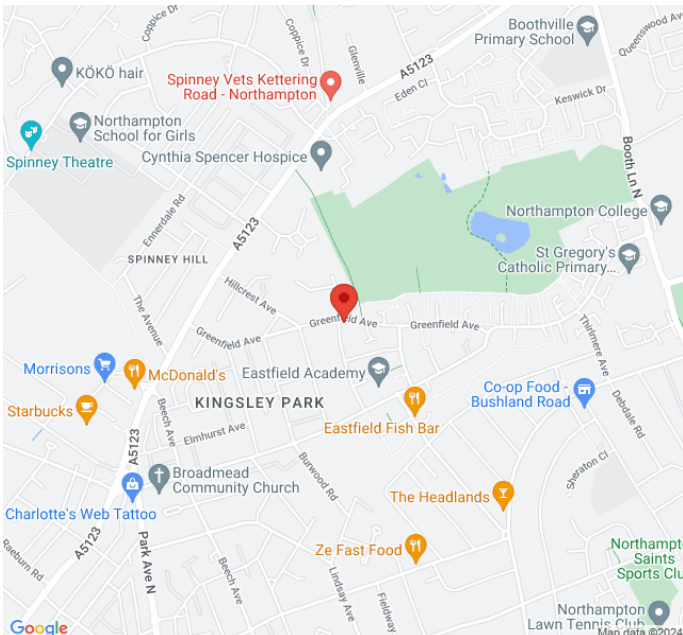 Coppice Dr
Coppice Dr
Glenville
Boothville
Primary School
Queenswood Ave
KÖKÖ hair
A5123
Spinney Vets Kettering
Road - Northampton
Eden Cl
Keswick Dr
Northampton
School for Girls
Spinney Theatre
Cynthia Spencer Hospice
Booth Ln N
Ennerdale Rd
A5123
Northampton College
St Gregory's
Catholic Primary...
SPINNEY HILL
Hillcrest Ave
The Avenue
Greenfield Ave
Greenfield Ave
Greenfield Ave
Thirlmere Ave
Morrisons
McDonald's
Eastfield Academy
Co-op Food -
Bushland Road
Starbucks
KINGSLEY PARK
Beech Ave
Debdale Rd
Eastfield Fish Bar
Elmhurst Ave
A5123
Broadmead
Community Church
Burwood Rd
Sheraton Cl
The Headlands
Charlotte's Web Tattoo
A5123
Park Ave N
Raeburn Rd
Ze Fast Food
Beech Ave
Lindsay Ave
Fieldway
Northampt
Saints
Sports Clu
Northampton
Lawn Tennis Club
Google
Map data ©2024